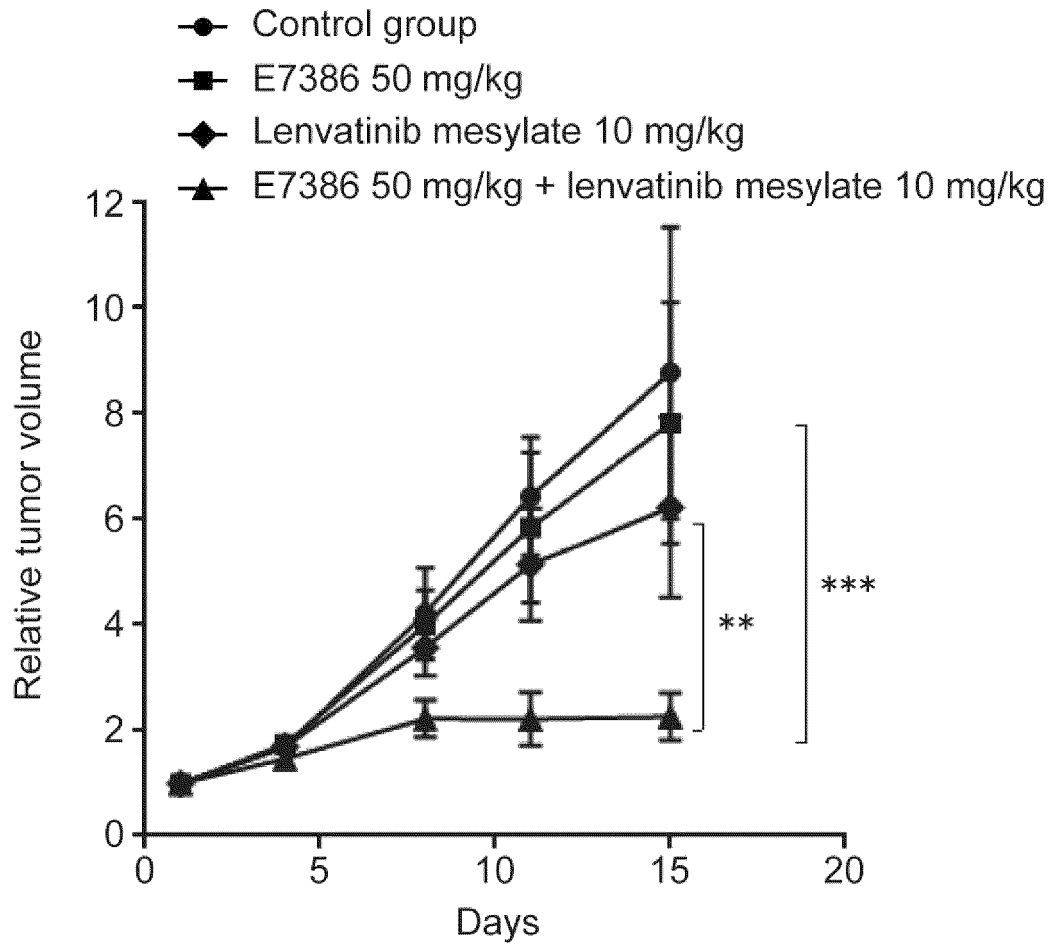 Control group
E7386 50 mg/kg
Lenvatinib mesylate 10 mg/kg
E7386 50 mg/kg + lenvatinib mesylate 10 mg/kg
12
10
8
6
4
2
0
Relative tumor volume
**
***
0 5 10 15 20
Days